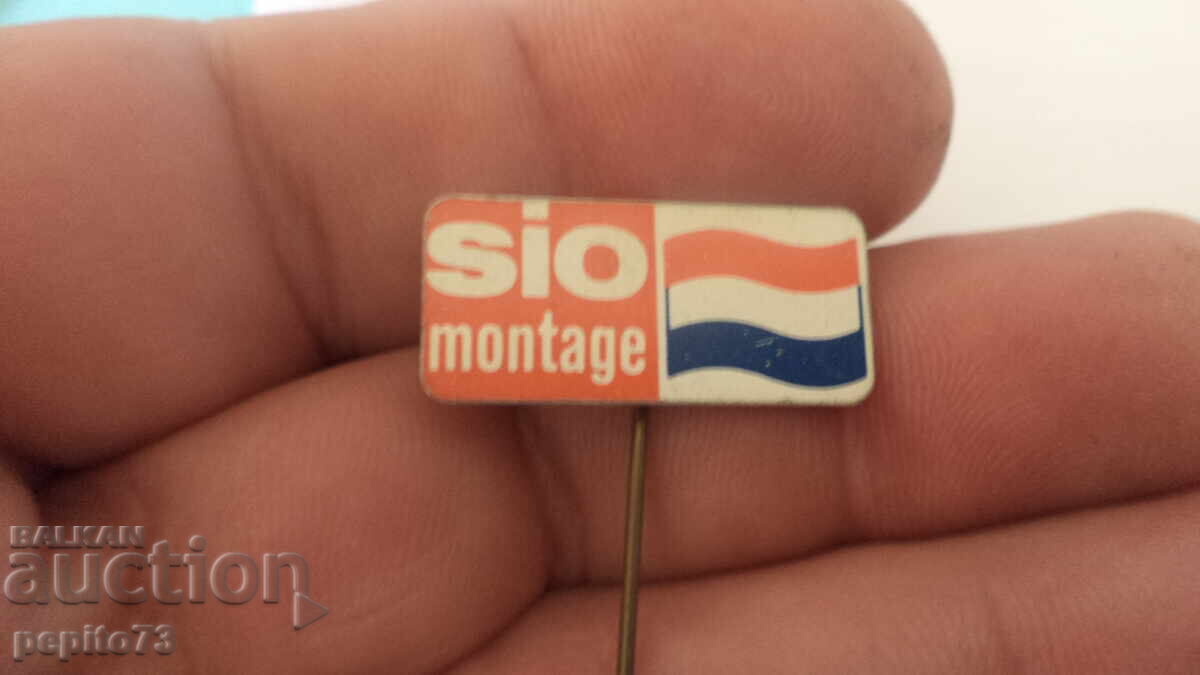 sio
montage
BALKAN
auction
pepito73